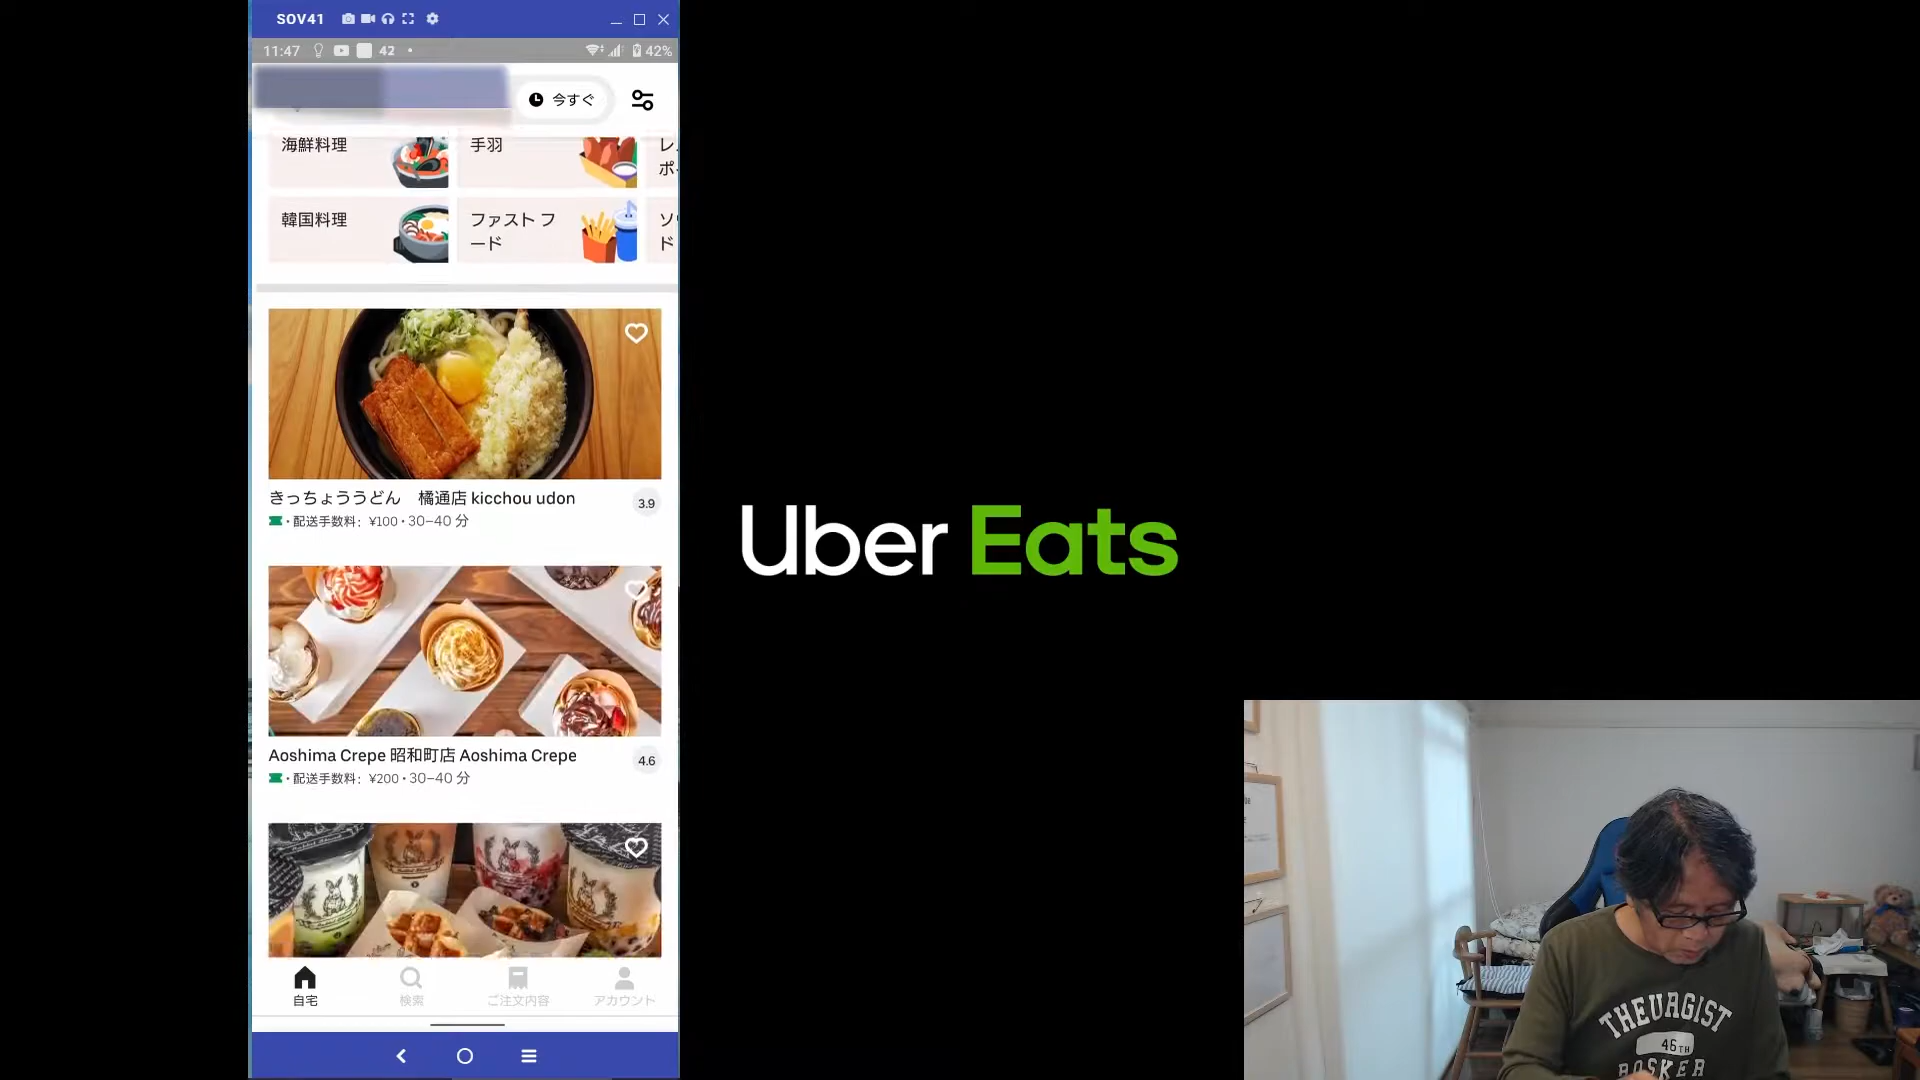 SOV41
11:47
42
42%
今すぐ
海鮮料理
手羽
韓国料理
ファスト フ
ード
きっちょううどん　橘通店 kicchou udon
3.9
・配送手数料： ¥100・30–40 分
Aoshima Crepe 昭和町店 Aoshima Crepe
4.6
・配送手数料： ¥200・30–40 分
自宅
検索
ご注文内容
アカウント
Uber Eats
THEURGIST
46TH